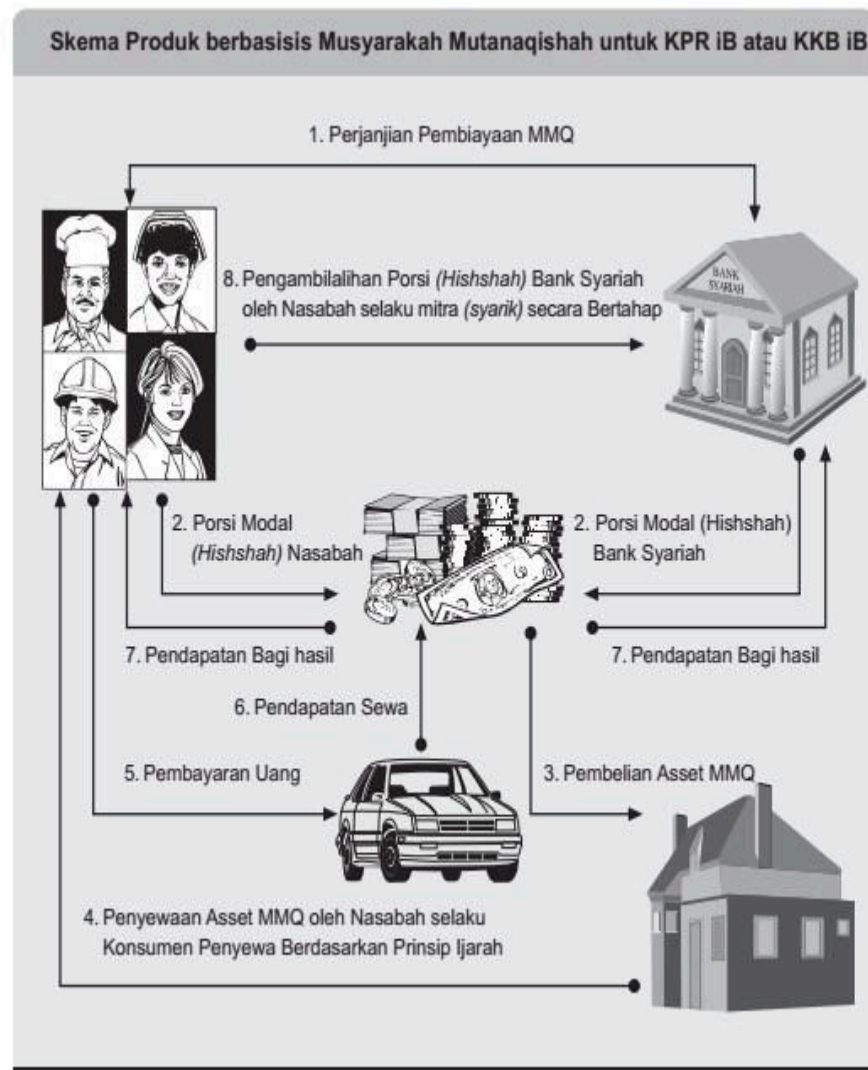 Skema Produk berbasisis Musyarakah Mutanaqishah untuk KPR iB atau KKB iB
1. Perjanjian Pembiayaan MMQ
8. Pengambilalihan Porsi (Hishshah) Bank Syariah
oleh Nasabah selaku mitra (syarik) secara Bertahap
BANK
SYARIAH
2. Porsi Modal
(Hishshah) Nasabah
2. Porsi Modal (Hishshah)
Bank Syariah
7. Pendapatan Bagi hasil
7. Pendapatan Bagi hasil
6. Pendapatan Sewa
5. Pembayaran Uang
3. Pembelian Asset MMQ
4. Penyewaan Asset MMQ oleh Nasabah selaku
Konsumen Penyewa Berdasarkan Prinsip Ijarah